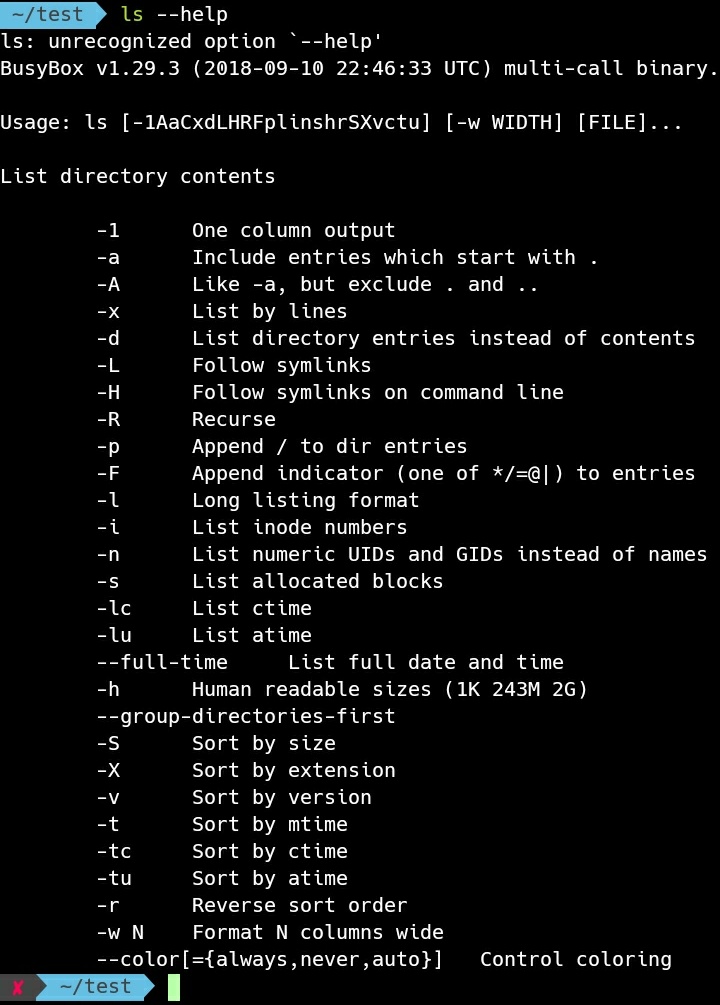 ~/test ls --help
ls: unrecognized option `--help'
BusyBox v1.29.3 (2018-09-10 22:46:33 UTC) multi-call binary.
Usage: ls [-1AaCxdLHRFplinshrSXvctu] [-w WIDTH] [FILE]...
List directory contents
-1 One column output
-a Include entries which start with .
-A Like -a, but exclude . and ..
-x List by lines
-d List directory entries instead of contents
-L Follow symlinks
-H Follow symlinks on command line
-R Recurse
-p Append / to dir entries
-F Append indicator (one of */=@|) to entries
-l Long listing format
-i List inode numbers
-n List numeric UIDs and GIDs instead of names
-s List allocated blocks
-lc List ctime
-lu List atime
--full-time List full date and time
-h Human readable sizes (1K 243M 2G)
--group-directories-first
-S Sort by size
-X Sort by extension
-v Sort by version
-t Sort by mtime
-tc Sort by ctime
-tu Sort by atime
-r Reverse sort order
-w N Format N columns wide
--color[={always,never,auto}] Control coloring
✘ ~/test